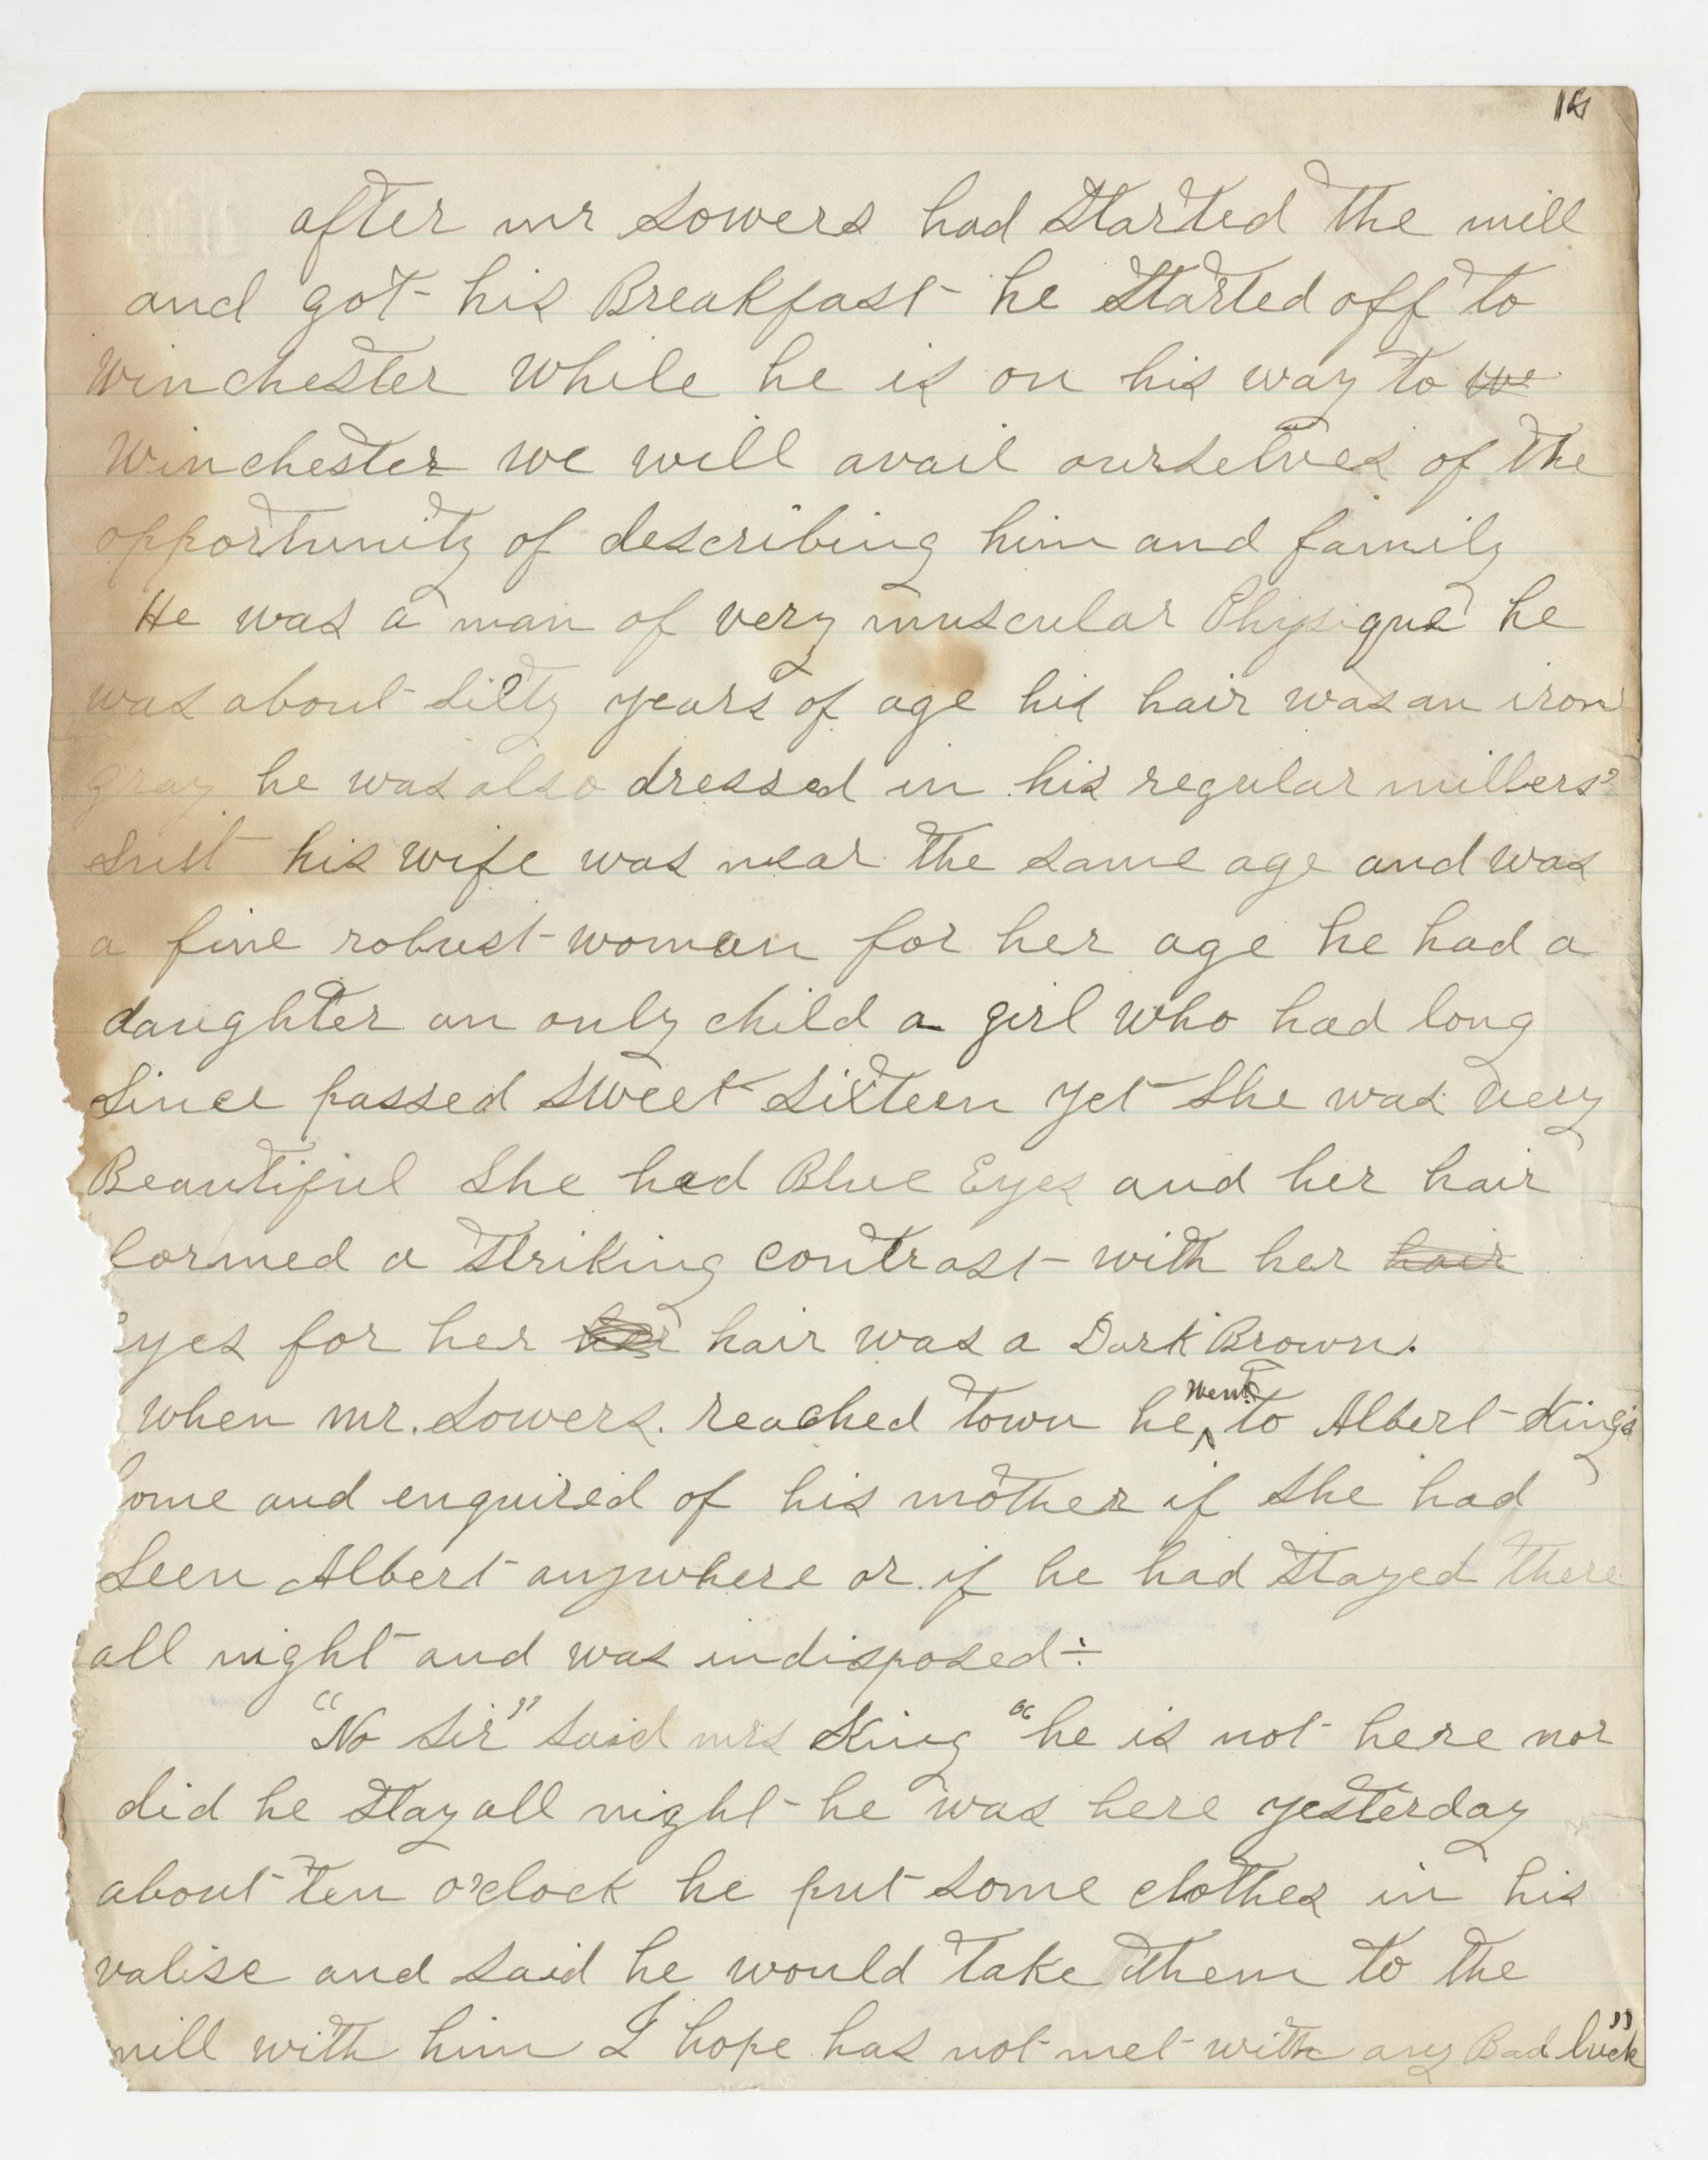 12
after mr Sowers had started the mill
and got his Breakfast he started off to
Winchester while he is on his way to we
Winchester we will avail ourselves of the
opportunity of describing him and family
He was a man of very muscular Physique he
was about sixty years of age his hair was an iron
gray he was also dressed in his regular millers'
suit his wife was near the same age and was
a fine robust woman for her age he had a
daughter an only child a girl who had long
since passed sweet sixteen yet she was very
Beautiful she had Blue Eyes and her hair
formed a striking contrast with her hair
Eyes for her her hair was a Dark Brown.
when mr. Sowers. reached town he went to Albert King's
home and enquired of his mother if she had
seen Albert anywhere or if he had stayed there
all night and was indisposed÷
"No sir" said mrs King "he is not here nor
did he stay all night he was here yesterday
about ten o'clock he put some clothes in his
valise and said he would take them to the
mill with him I hope has not met with any Bad luck"